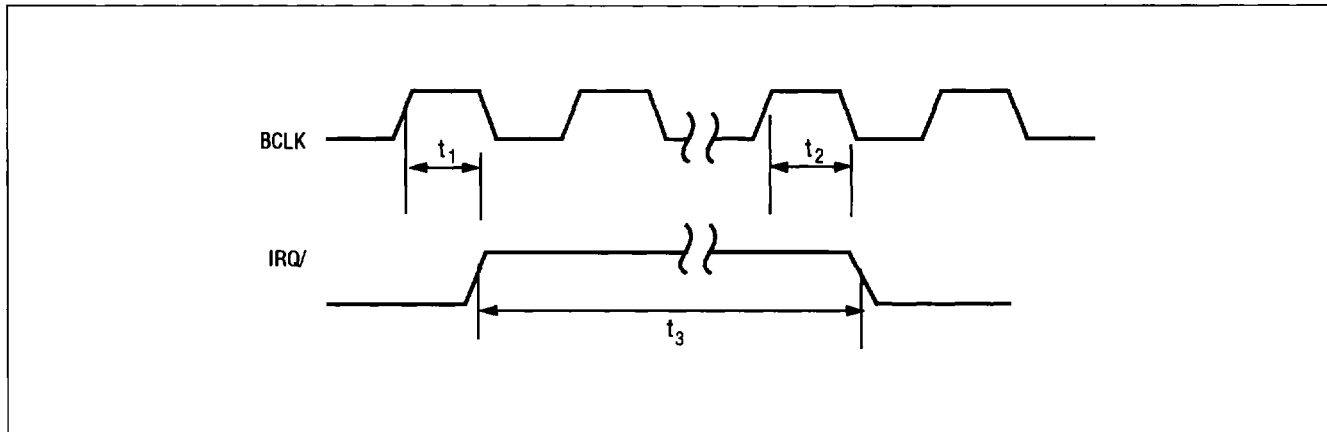 BCLK
t₁
t₂
IRQ/
t₃